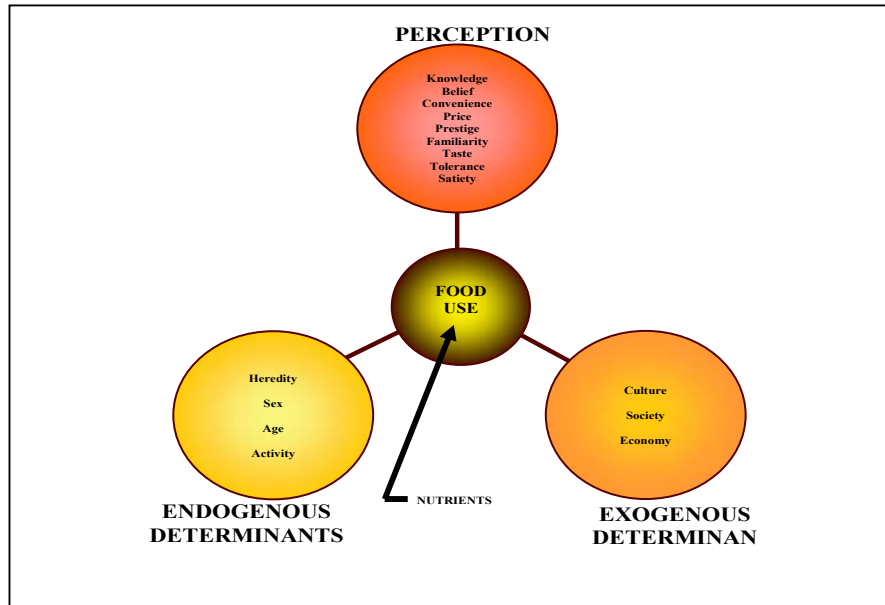 PERCEPTION
Knowledge
Belief
Convenience
Price
Prestige
Familiarity
Taste
Tolerance
Satiety
FOOD
USE
Heredity
Sex
Age
Activity
Culture
Society
Economy
NUTRIENTS
ENDOGENOUS
DETERMINANTS
EXOGENOUS
DETERMINAN